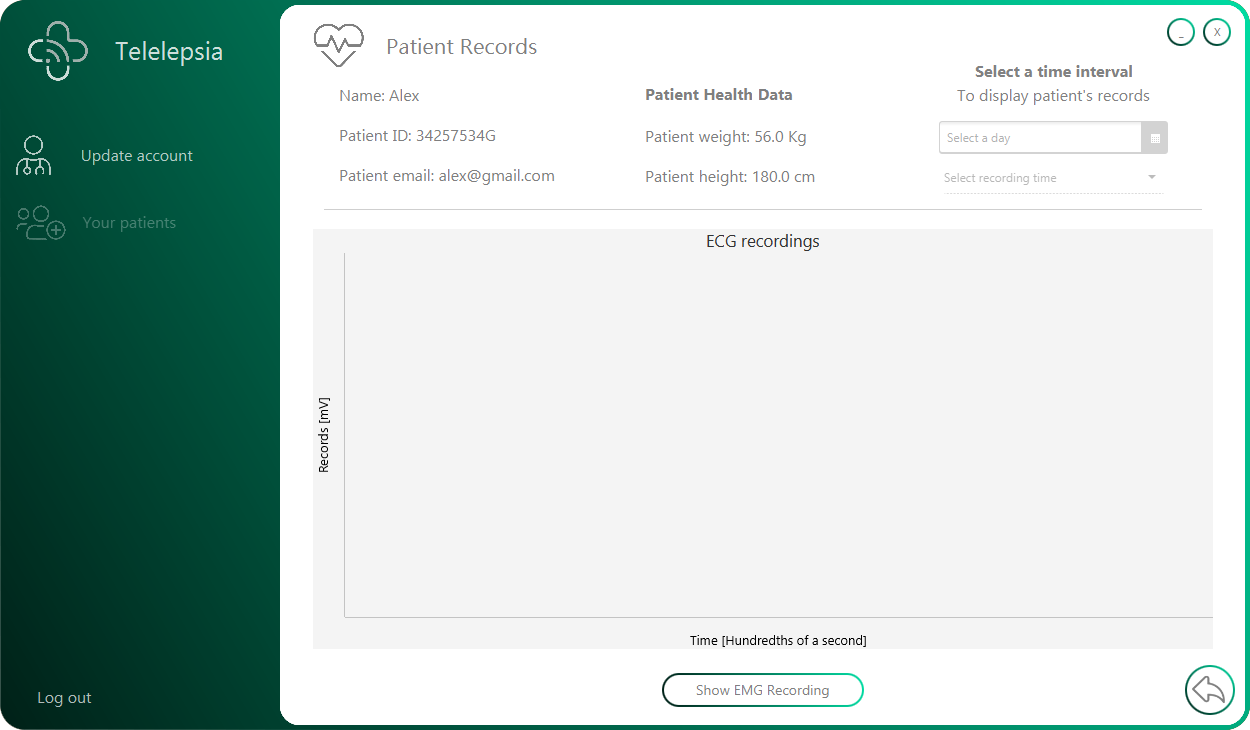 Telelepsia
Update account
Your patients
Log out
Patient Records
_
X
Name: Alex
Patient ID: 34257534G
Patient email: alex@gmail.com
Patient Health Data
Patient weight: 56.0 Kg
Patient height: 180.0 cm
Select a time interval
To display patient's records
Select a day
Select recording time
ECG recordings
Records [mV]
Time [Hundredths of a second]
Show EMG Recording